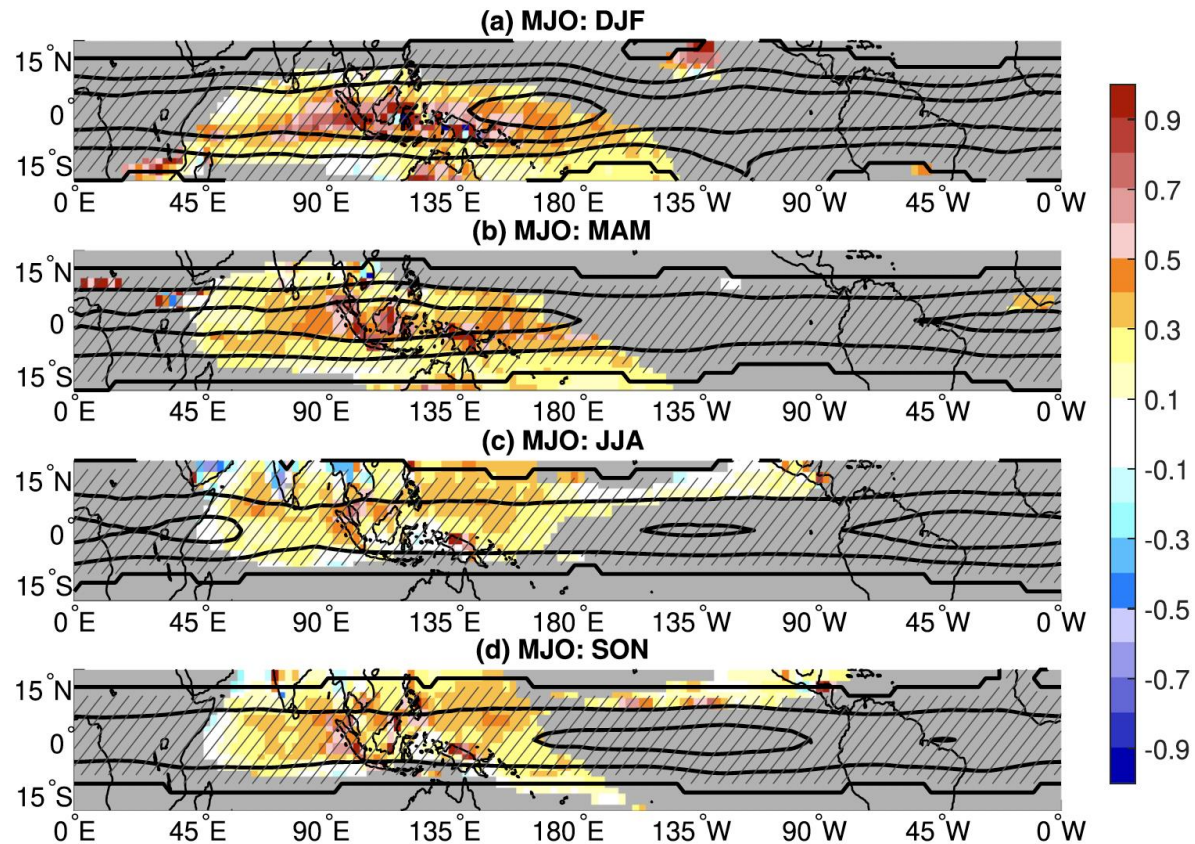 (a) MJO: DJF
15°N
0°
15°S
0°E 45°E 90°E 135°E 180°E 135°W 90°W 45°W 0°W
(b) MJO: MAM
15°N
0°
15°S
0°E 45°E 90°E 135°E 180°E 135°W 90°W 45°W 0°W
(c) MJO: JJA
15°N
0°
15°S
0°E 45°E 90°E 135°E 180°E 135°W 90°W 45°W 0°W
(d) MJO: SON
15°N
0°
15°S
0°E 45°E 90°E 135°E 180°E 135°W 90°W 45°W 0°W
0.9
0.7
0.5
0.3
0.1
-0.1
-0.3
-0.5
-0.7
-0.9